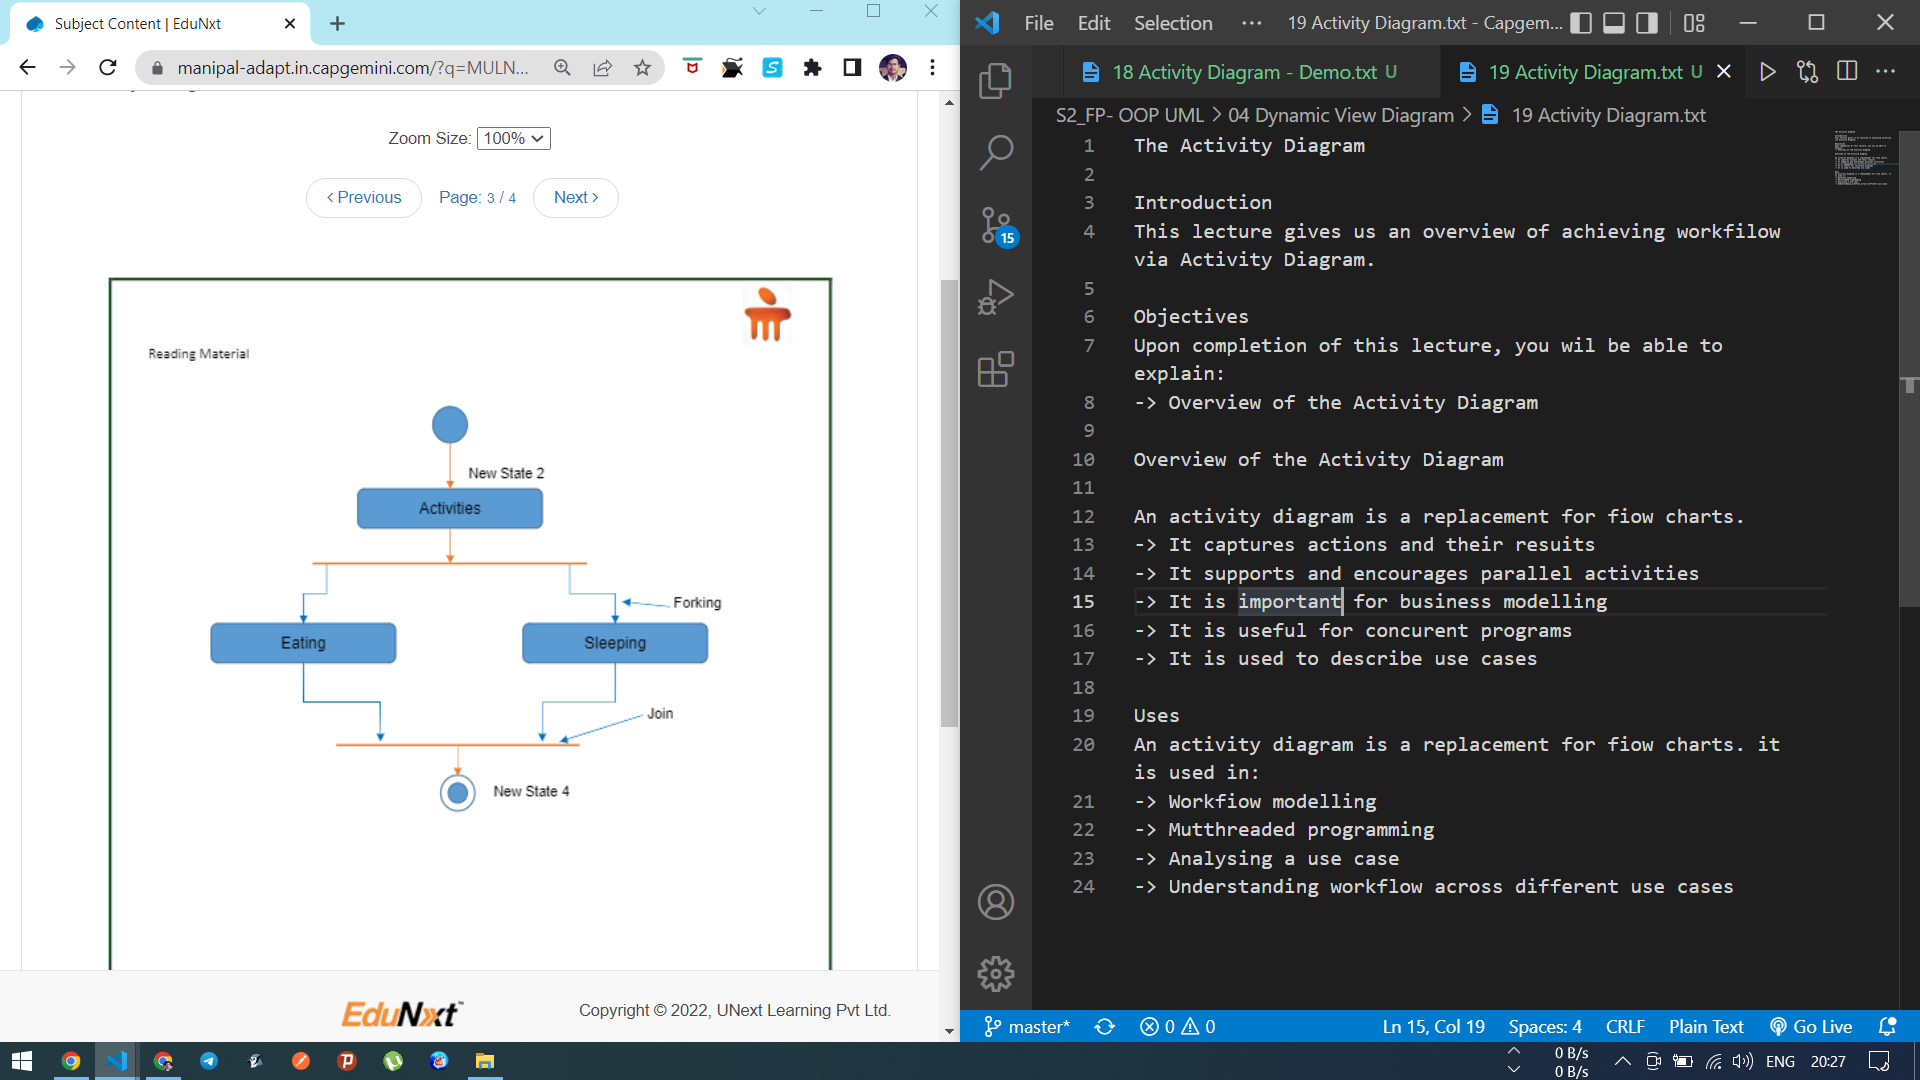 Subject Content | EduNxt
manipal-adapt.in.capgemini.com/?q=MULN...
Zoom Size: 100%
< Previous
Page: 3 / 4
Next >
Reading Material
New State 2
Activities
Forking
Eating
Sleeping
Join
New State 4
EduNxt™
Copyright © 2022, UNext Learning Pvt Ltd.
File Edit Selection ··· 19 Activity Diagram.txt - Capgem...
18 Activity Diagram - Demo.txt U
19 Activity Diagram.txt U
S2_FP- OOP UML > 04 Dynamic View Diagram > 19 Activity Diagram.txt
15
1 The Activity Diagram
2
3 Introduction
4 This lecture gives us an overview of achieving workfilow
via Activity Diagram.
5
6 Objectives
7 Upon completion of this lecture, you wil be able to
explain:
8 -> Overview of the Activity Diagram
9
10 Overview of the Activity Diagram
11
12 An activity diagram is a replacement for fiow charts.
13 -> It captures actions and their resuits
14 -> It supports and encourages parallel activities
15 -> It is important for business modelling
16 -> It is useful for concurent programs
17 -> It is used to describe use cases
18
19 Uses
20 An activity diagram is a replacement for fiow charts. it
is used in:
21 -> Workfiow modelling
22 -> Mutthreaded programming
23 -> Analysing a use case
24 -> Understanding workflow across different use cases
master* 0 0
Ln 15, Col 19 Spaces: 4 CRLF Plain Text Go Live
0 B/s
0 B/s
ENG 20:27